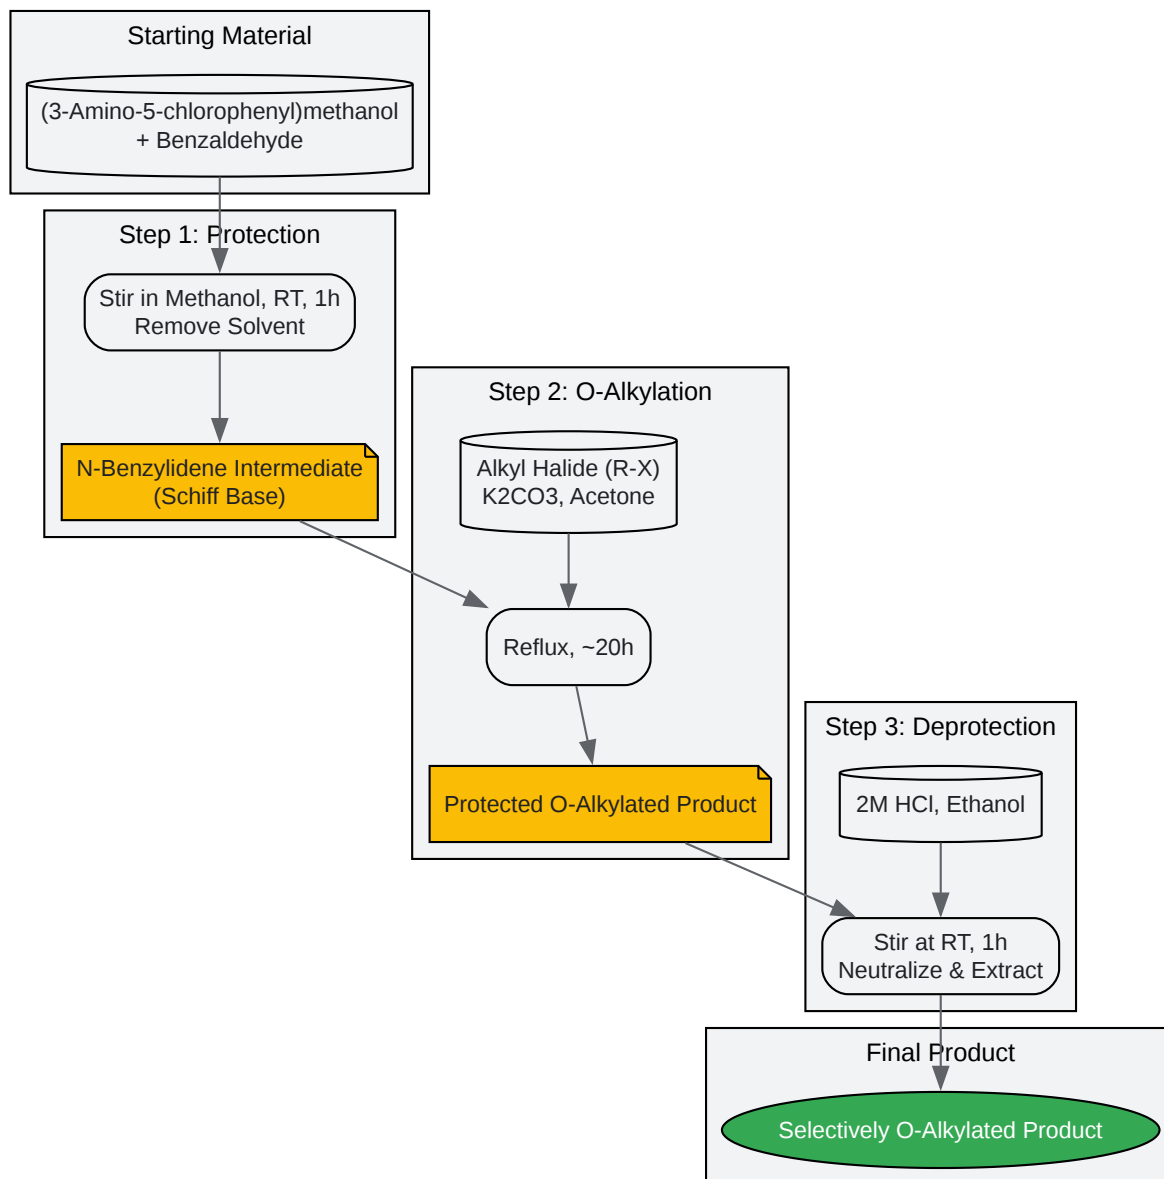 Starting Material
(3-Amino-5-chlorophenyl)methanol
+ Benzaldehyde
Step 1: Protection
Stir in Methanol, RT, 1h
Remove Solvent
N-Benzylidene Intermediate
(Schiff Base)
Step 2: O-Alkylation
Alkyl Halide (R-X)
K2CO3, Acetone
Reflux, ~20h
Protected O-Alkylated Product
Step 3: Deprotection
2M HCl, Ethanol
Stir at RT, 1h
Neutralize & Extract
Final Product
Selectively O-Alkylated Product